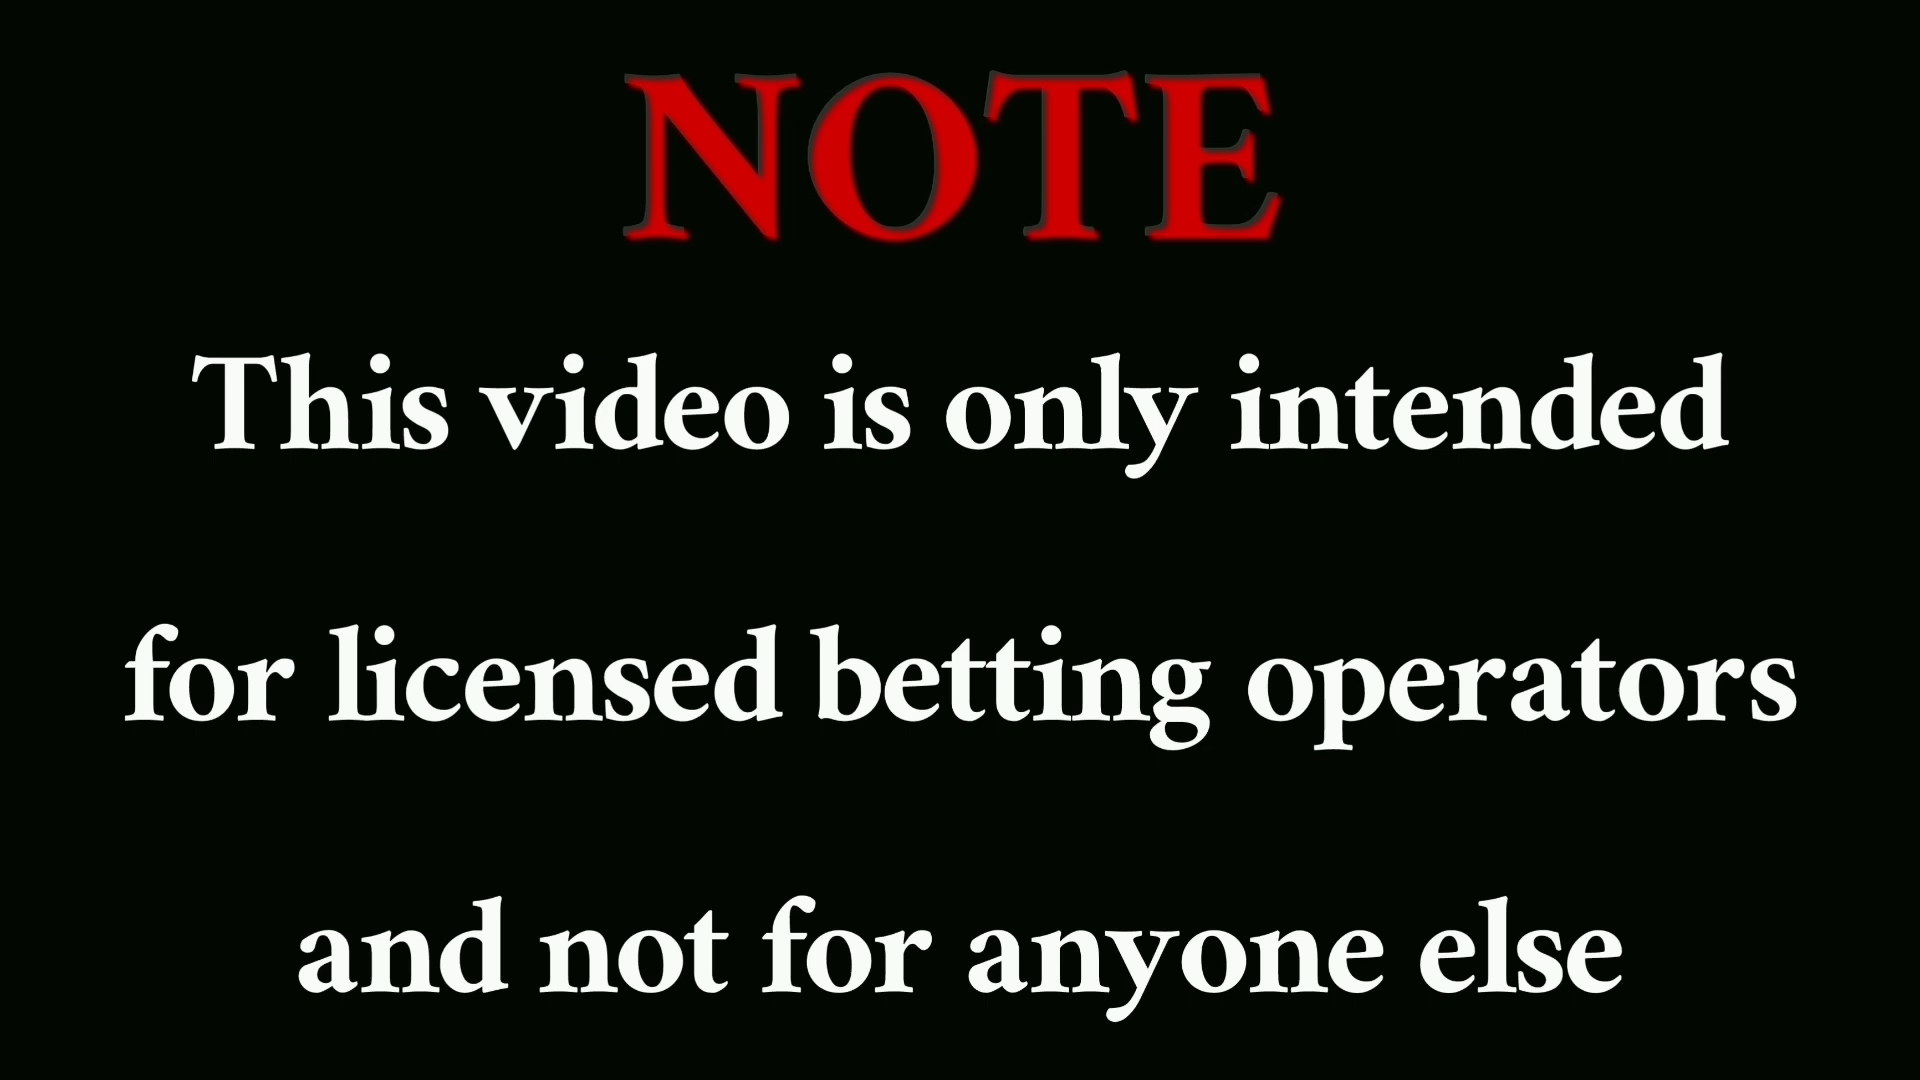 NOTE
This video is only intended
for licensed betting operators
and not for anyone else